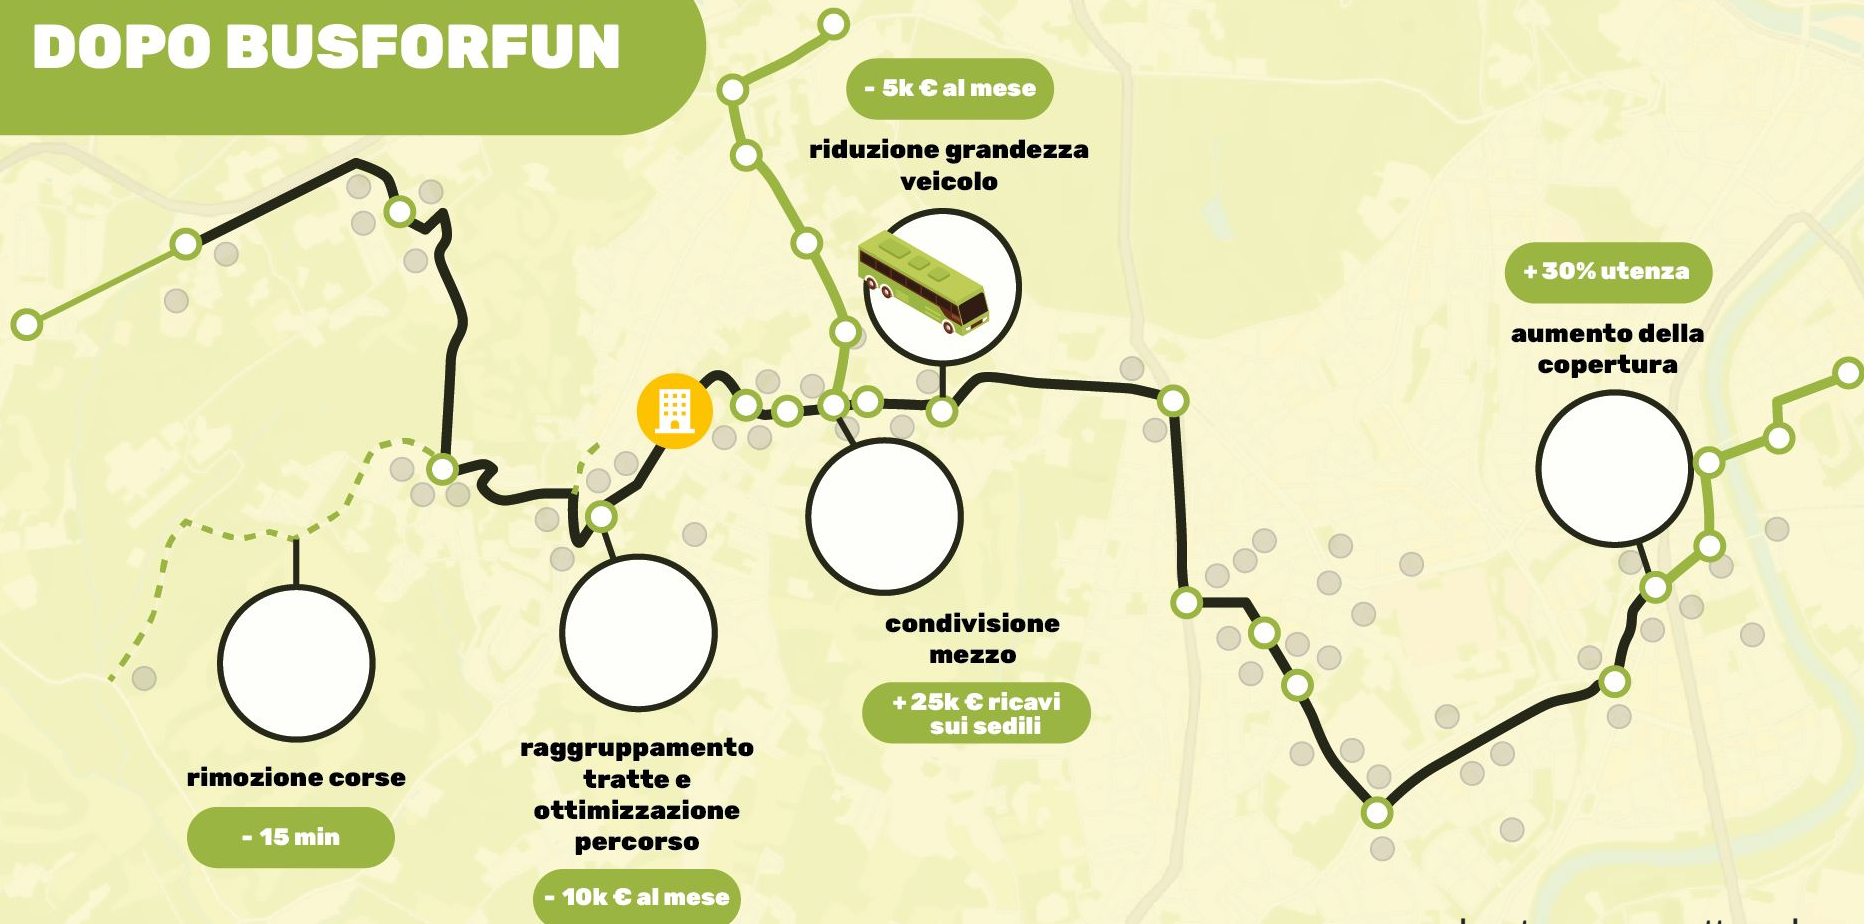 DOPO BUSFORFUN
- 5k € al mese
riduzione grandezza
veicolo
+ 30% utenza
aumento della
copertura
condivisione
mezzo
+ 25k € ricavi
sui sedili
rimozione corse
- 15 min
raggruppamento
tratte e
ottimizzazione
percorso
- 10k € al mese